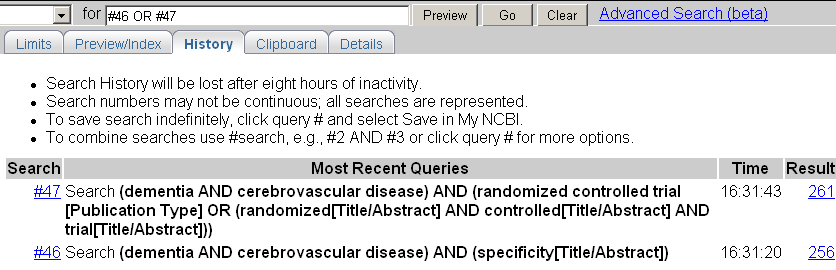 for #46 OR #47 Preview Go Clear Advanced Search (beta)
Limits Preview/Index History Clipboard Details
• Search History will be lost after eight hours of inactivity.
• Search numbers may not be continuous; all searches are represented.
• To save search indefinitely, click query # and select Save in My NCBI.
• To combine searches use #search, e.g., #2 AND #3 or click query # for more options.
Search Most Recent Queries Time Result
#47 Search (dementia AND cerebrovascular disease) AND (randomized controlled trial 16:31:43 261
[Publication Type] OR (randomized[Title/Abstract] AND controlled[Title/Abstract] AND
trial[Title/Abstract]))
#46 Search (dementia AND cerebrovascular disease) AND (specificity[Title/Abstract]) 16:31:20 256